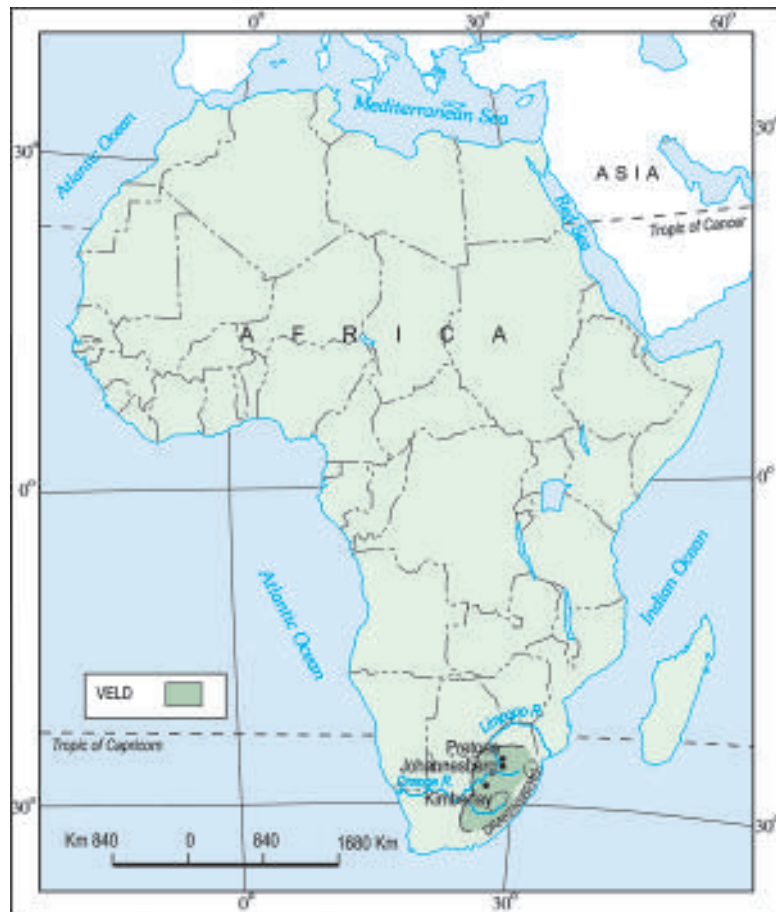 0° 30° 60°
Mediterranean Sea
Atlantic Ocean
30° 30°
ASIA
Red Sea
Tropic of Cancer
AFRICA
0° 0°
Indian Ocean
Atlantic Ocean
VELD
Limpopo R.
Tropic of Capricorn
Pretoria
Johannesberg
Orange R.
Kimberley
30° 30°
Km 840 0 840 1680 Km
0° 30°